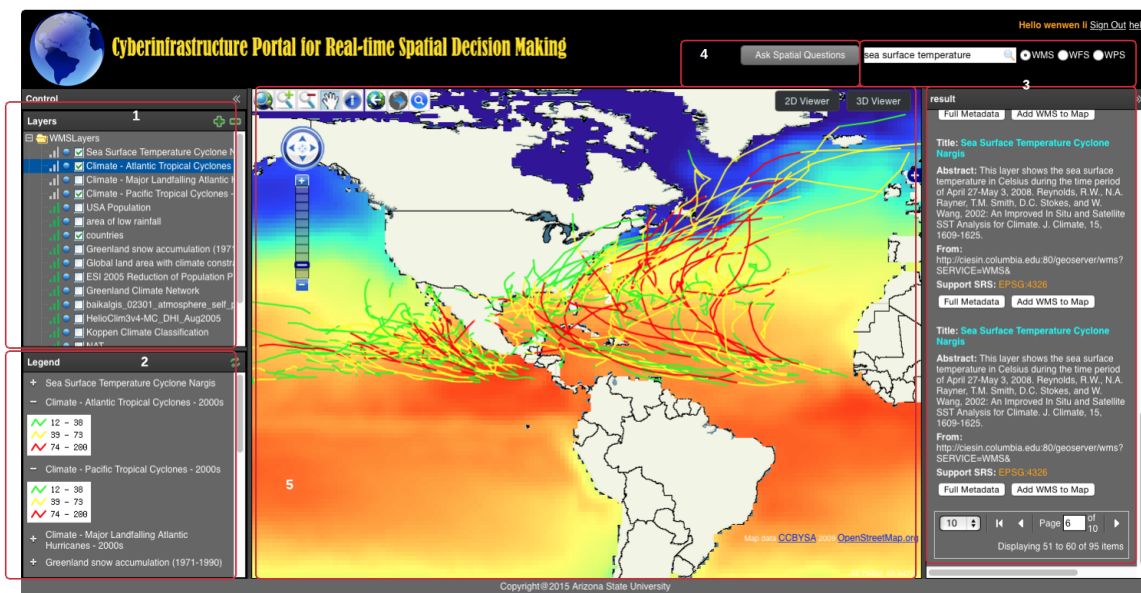 Hello wenwen li Sign Out hel
Cyberinfrastructure Portal for Real-time Spatial Decision Making
4
Ask Spatial Questions
sea surface temperature
WMS WFS WPS
3
Control
1
Layers
WMSLayers
Sea Surface Temperature Cyclone N
Climate - Atlantic Tropical Cyclones
Climate - Major Landfalling Atlantic H
Climate - Pacific Tropical Cyclones -
USA Population
area of low rainfall
countries
Greenland snow accumulation (1971
Global land area with climate constra
ESI 2005 Reduction of Population P
Greenland Climate Network
baikalgis_02301_atmosphere_self_p
HelioClim3v4-MC_DHI_Aug2005
Koppen Climate Classification
NAT
Legend
2
+ Sea Surface Temperature Cyclone Nargis
− Climate - Atlantic Tropical Cyclones - 2000s
12 - 38
39 - 73
74 - 200
− Climate - Pacific Tropical Cyclones - 2000s
12 - 38
39 - 73
74 - 200
+ Climate - Major Landfalling Atlantic
Hurricanes - 2000s
+ Greenland snow accumulation (1971-1990)
2D Viewer
3D Viewer
3
2
5
Map data CCBYSA 2009 OpenStreetMap.org
result
Full Metadata Add WMS to Map
Title: Sea Surface Temperature Cyclone
Nargis
Abstract: This layer shows the sea surface
temperature in Celsius during the time period
of April 27-May 3, 2008. Reynolds, R.W., N.A.
Rayner, T.M. Smith, D.C. Stokes, and W.
Wang, 2002: An Improved In Situ and Satellite
SST Analysis for Climate. J. Climate, 15,
1609-1625.
From:
http://ciesin.columbia.edu:80/geoserver/wms?
SERVICE=WMS&
Support SRS: EPSG:4326
Full Metadata Add WMS to Map
Title: Sea Surface Temperature Cyclone
Nargis
Abstract: This layer shows the sea surface
temperature in Celsius during the time period
of April 27-May 3, 2008. Reynolds, R.W., N.A.
Rayner, T.M. Smith, D.C. Stokes, and W.
Wang, 2002: An Improved In Situ and Satellite
SST Analysis for Climate. J. Climate, 15,
1609-1625.
From:
http://ciesin.columbia.edu:80/geoserver/wms?
SERVICE=WMS&
Support SRS: EPSG:4326
Full Metadata Add WMS to Map
10 Page 6 of 10
Displaying 51 to 60 of 95 items
Copyright@2015 Arizona State University